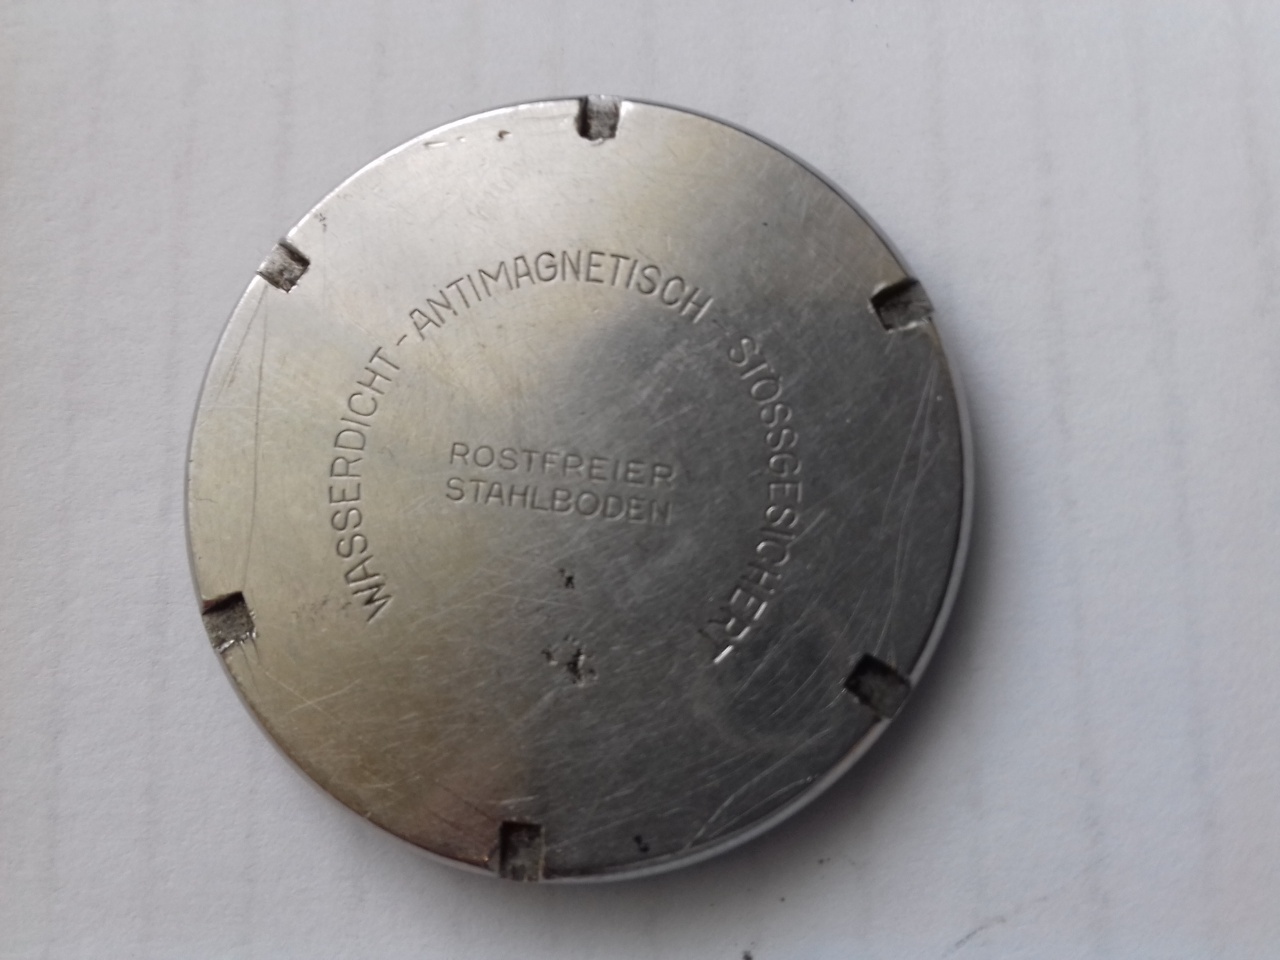 WASSERDICHT-ANTIMAGNETISCH-STOSSGESICHERT
ROSTFREIER
STAHLBODEN